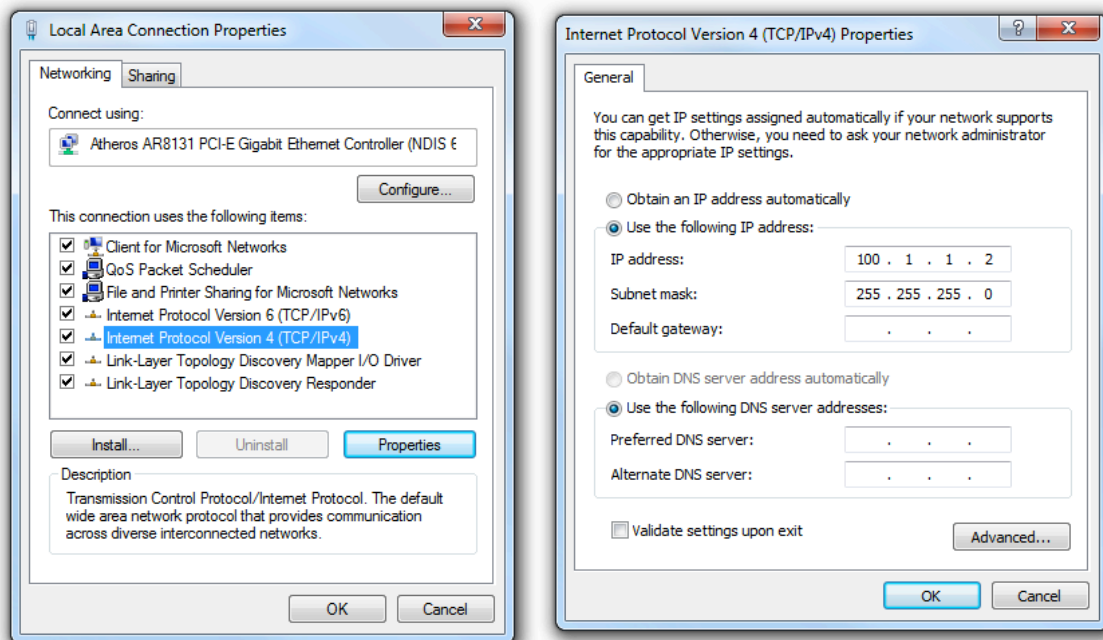 Local Area Connection Properties
Networking
Sharing
Connect using:
Atheros AR8131 PCI-E Gigabit Ethernet Controller (NDIS 6
Configure...
This connection uses the following items:
Client for Microsoft Networks
QoS Packet Scheduler
File and Printer Sharing for Microsoft Networks
Internet Protocol Version 6 (TCP/IPv6)
Internet Protocol Version 4 (TCP/IPv4)
Link-Layer Topology Discovery Mapper I/O Driver
Link-Layer Topology Discovery Responder
Install...
Uninstall
Properties
Description
Transmission Control Protocol/Internet Protocol. The default
wide area network protocol that provides communication
across diverse interconnected networks.
OK
Cancel
Internet Protocol Version 4 (TCP/IPv4) Properties
?
General
You can get IP settings assigned automatically if your network supports
this capability. Otherwise, you need to ask your network administrator
for the appropriate IP settings.
Obtain an IP address automatically
Use the following IP address:
IP address:
100 . 1 . 1 . 2
Subnet mask:
255 . 255 . 255 . 0
Default gateway:
. . .
Obtain DNS server address automatically
Use the following DNS server addresses:
Preferred DNS server:
. . .
Alternate DNS server:
. . .
Validate settings upon exit
Advanced...
OK
Cancel